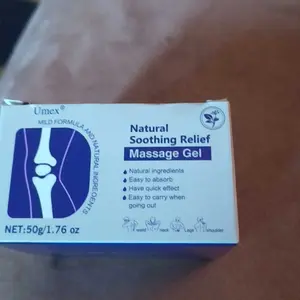 Umex®
MILD FORMULA AND NATURAL INGREDIENTS
NET:50g/1.76 oz
Natural
Soothing Relief
Massage Gel
Natural ingredients
Easy to absorb
Have quick effect
Easy to carry when
going out